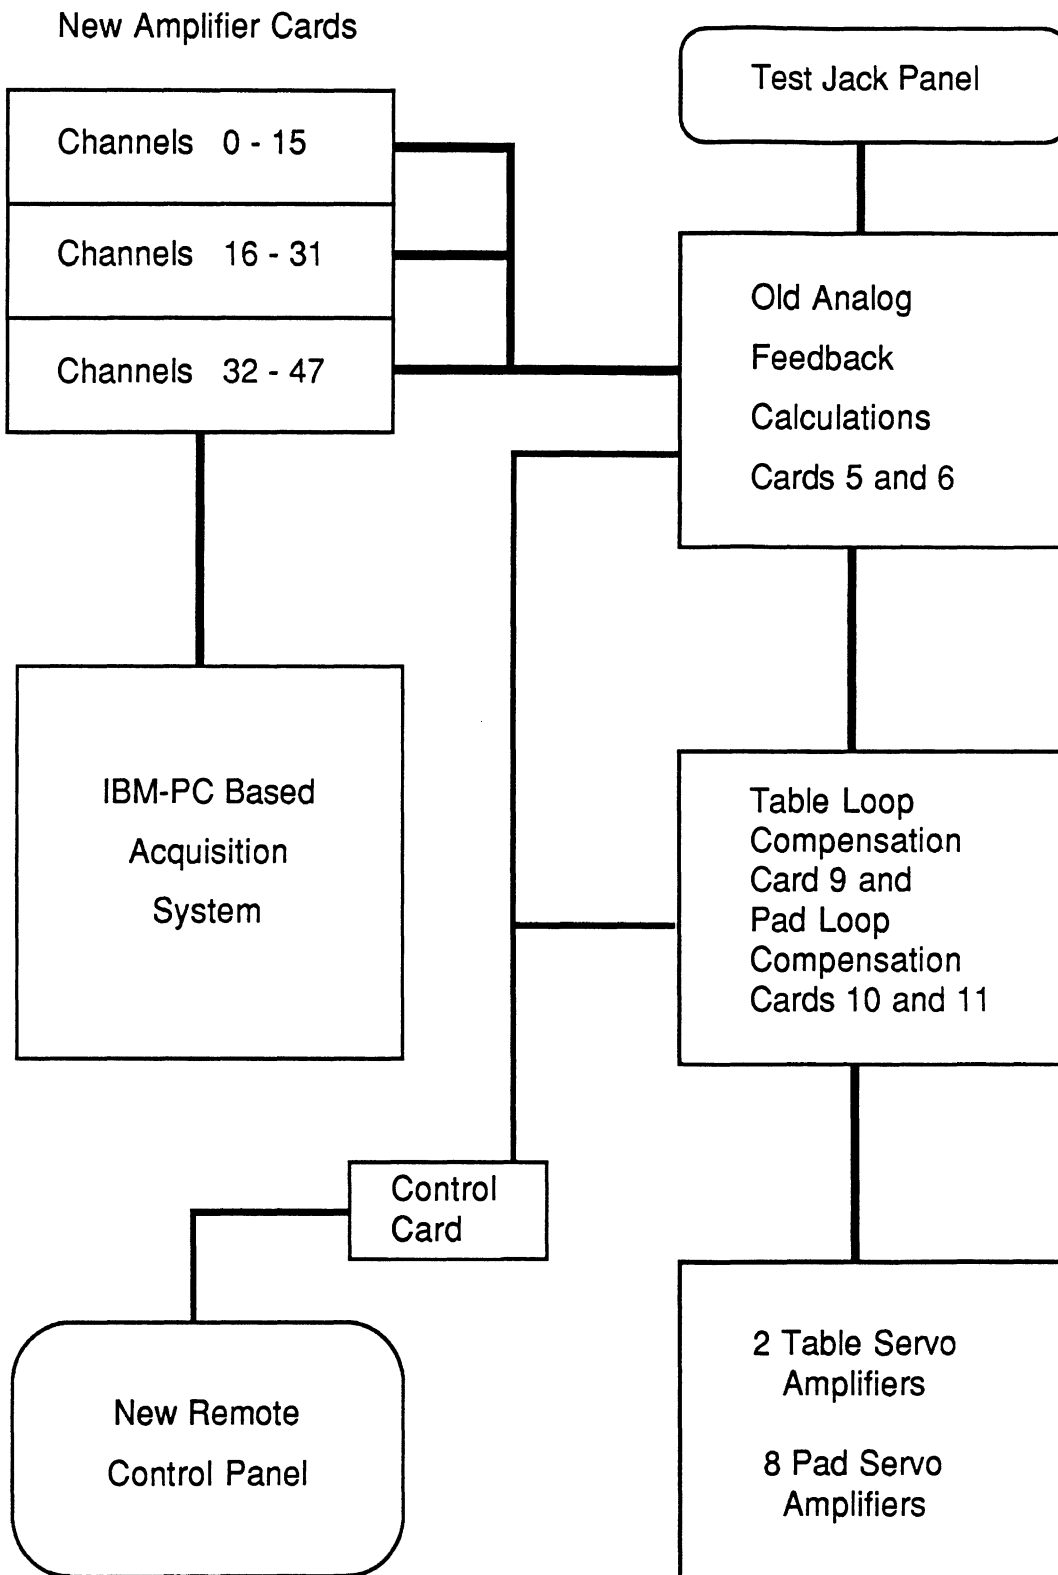 New Amplifier Cards
Channels 0 - 15
Channels 16 - 31
Channels 32 - 47
Test Jack Panel
Old Analog
Feedback
Calculations
Cards 5 and 6
IBM-PC Based
Acquisition
System
Table Loop
Compensation
Card 9 and
Pad Loop
Compensation
Cards 10 and 11
Control
Card
New Remote
Control Panel
2 Table Servo
Amplifiers
8 Pad Servo
Amplifiers